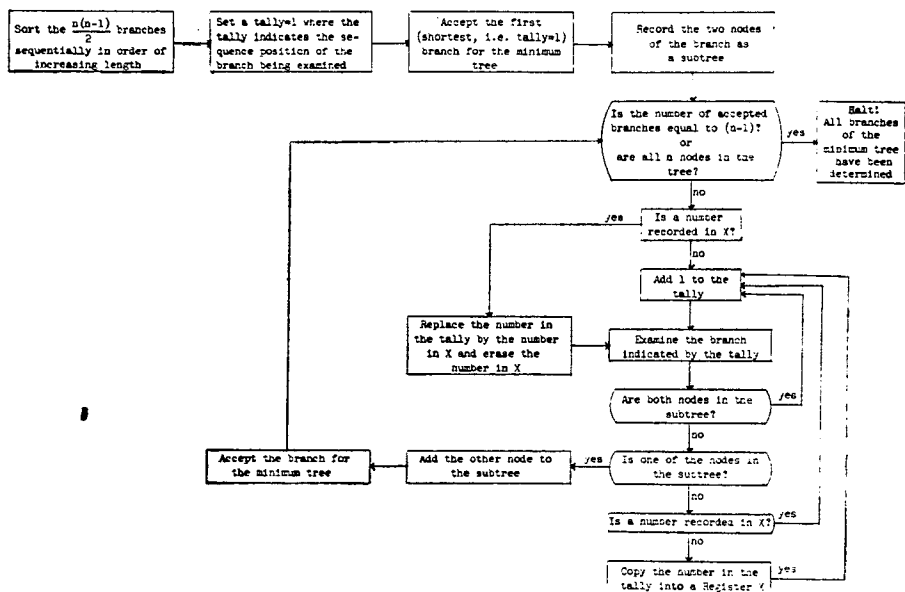 Sort the n(n-1)/2 branches
sequentially in order of
increasing length
Set a tally=1 where the
tally indicates the se-
quence position of the
branch being examined
Accept the first
(shortest, i.e. tally=1)
branch for the minimum
tree
Record the two nodes
of the branch as
a subtree
Is the number of accepted
branches equal to (n-1)?
or
are all n nodes in the
tree?
yes
Halt!
All branches
of the
minimum tree
have been
determined
no
Is a number
recorded in X?
yes
no
Add 1 to the
tally
Replace the number in
the tally by the number
in X and erase the
number in X
Examine the branch
indicated by the tally
Are both nodes in the
subtree?
yes
no
Is one of the nodes in
the subtree?
yes
Add the other node to
the subtree
Accept the branch for
the minimum tree
no
Is a number recorded in X?
yes
no
Copy the number in the
tally into a Register X
yes